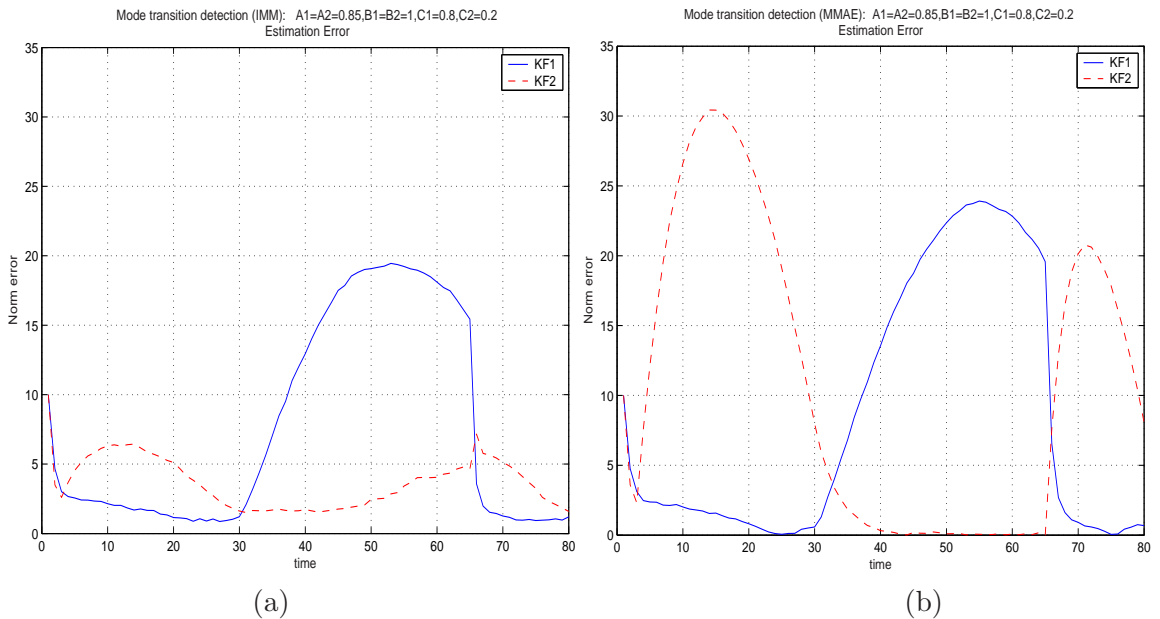 Mode transition detection (IMM): A1=A2=0.85,B1=B2=1,C1=0.8,C2=0.2
Estimation Error
35
30
25
20
15
10
5
0
Norm error
KF1
KF2
0 10 20 30 40 50 60 70 80
time
(a)
Mode transition detection (MMAE): A1=A2=0.85,B1=B2=1,C1=0.8,C2=0.2
Estimation Error
35
30
25
20
15
10
5
0
Norm error
KF1
KF2
0 10 20 30 40 50 60 70 80
time
(b)